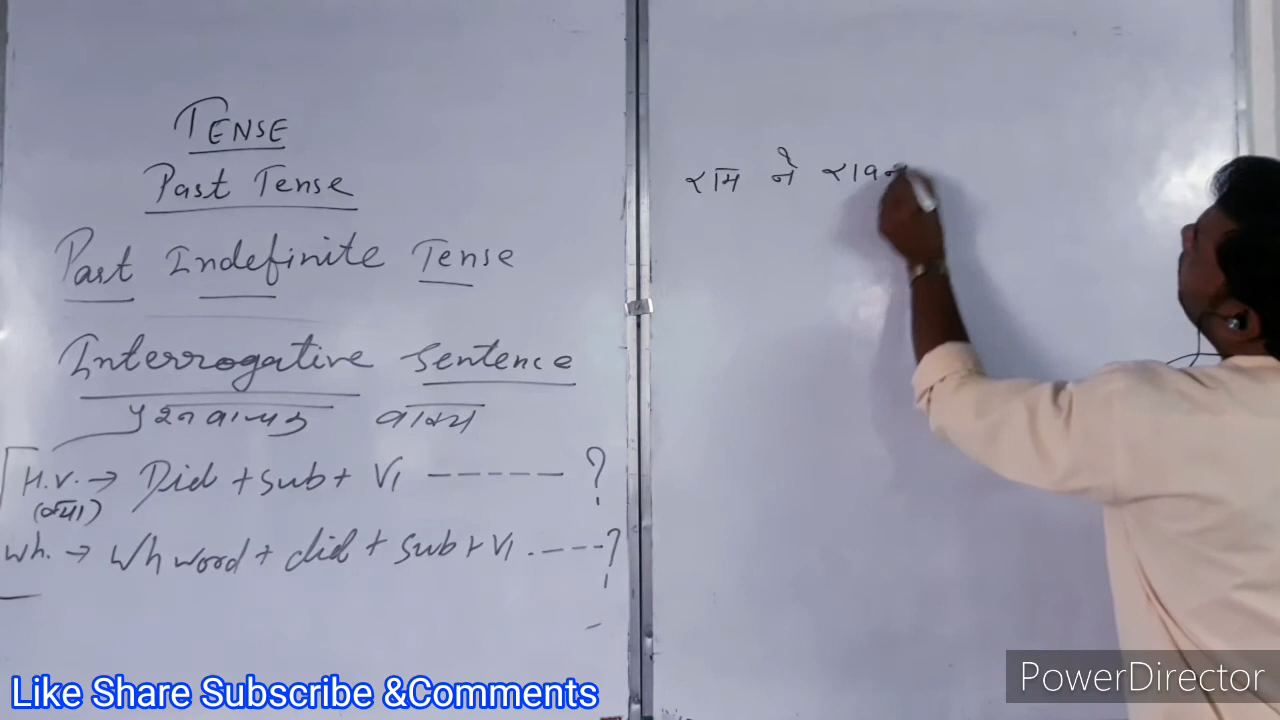 TENSE
Past Tense
Past Indefinite Tense
Interrogative Sentence
प्रश्नवाचक वाक्य
H.V. → Did + sub + V1 ------ ?
(क्या)
Wh. → Wh word + did + sub + V1 .---?
राम ने रावन
Like Share Subscribe &Comments
PowerDirector